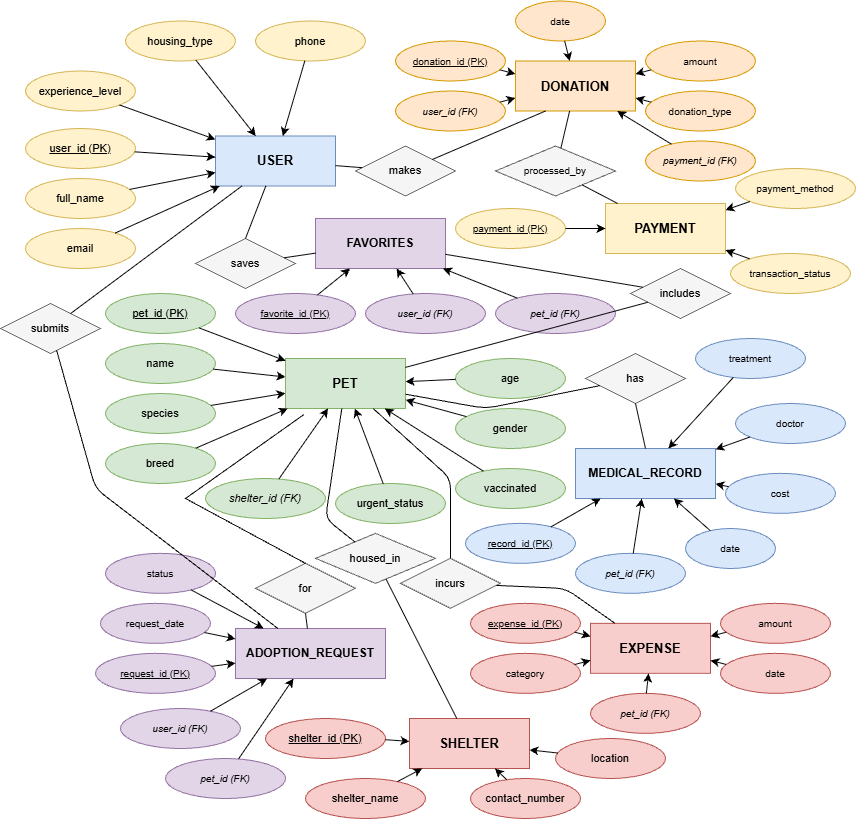 date
housing_type
phone
donation_id (PK)
amount
DONATION
experience_level
user_id (FK)
donation_type
user_id (PK)
USER
makes
processed_by
payment_id (FK)
full_name
payment_method
email
saves
FAVORITES
payment_id (PK)
PAYMENT
transaction_status
includes
pet_id (PK)
favorite_id (PK)
user_id (FK)
pet_id (FK)
submits
name
PET
age
has
treatment
species
gender
doctor
breed
shelter_id (FK)
urgent_status
vaccinated
MEDICAL_RECORD
cost
record_id (PK)
date
status
for
housed_in
incurs
pet_id (FK)
request_date
ADOPTION_REQUEST
expense_id (PK)
amount
EXPENSE
request_id (PK)
category
date
user_id (FK)
pet_id (FK)
shelter_id (PK)
SHELTER
location
pet_id (FK)
shelter_name
contact_number